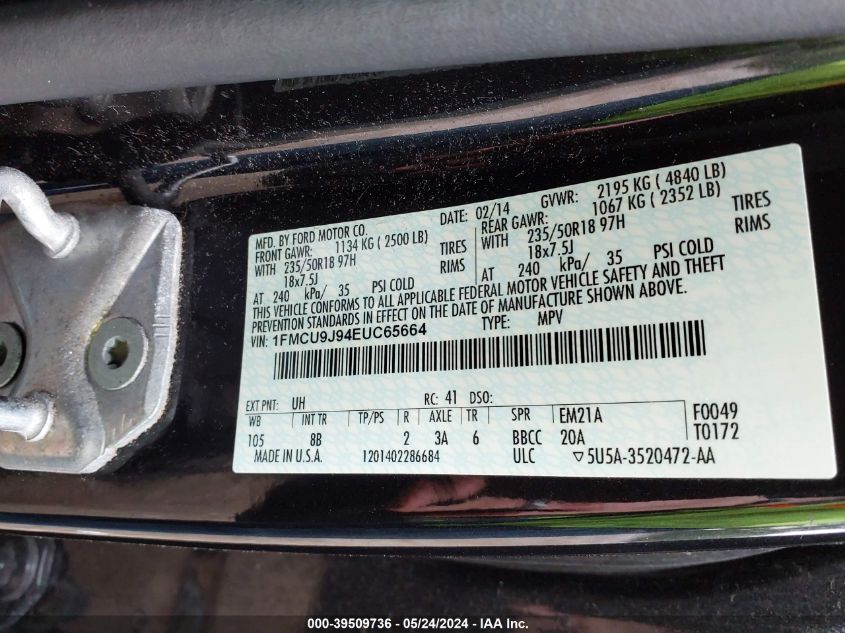 MFD. BY FORD MOTOR CO.
DATE: 02/14
GVWR: 2195 KG ( 4840 LB)
FRONT GAWR: 1134 KG ( 2500 LB)
REAR GAWR: 1067 KG ( 2352 LB)
WITH 235/50R18 97H TIRES
WITH 235/50R18 97H TIRES
18x7.5J RIMS
18x7.5J RIMS
AT 240 kPa/ 35 PSI COLD
AT 240 kPa/ 35 PSI COLD
THIS VEHICLE CONFORMS TO ALL APPLICABLE FEDERAL MOTOR VEHICLE SAFETY AND THEFT
PREVENTION STANDARDS IN EFFECT ON THE DATE OF MANUFACTURE SHOWN ABOVE.
VIN: 1FMCU9J94EUC65664 TYPE: MPV
EXT PNT: UH RC: 41 DSO:
WB INT TR TP/PS R AXLE TR SPR EM21A F0049
105 8B 2 3A 6 BBCC 20A T0172
MADE IN U.S.A. 1201402286684 ULC ▽5U5A-3520472-AA
000-39509736 - 05/24/2024 - IAA Inc.